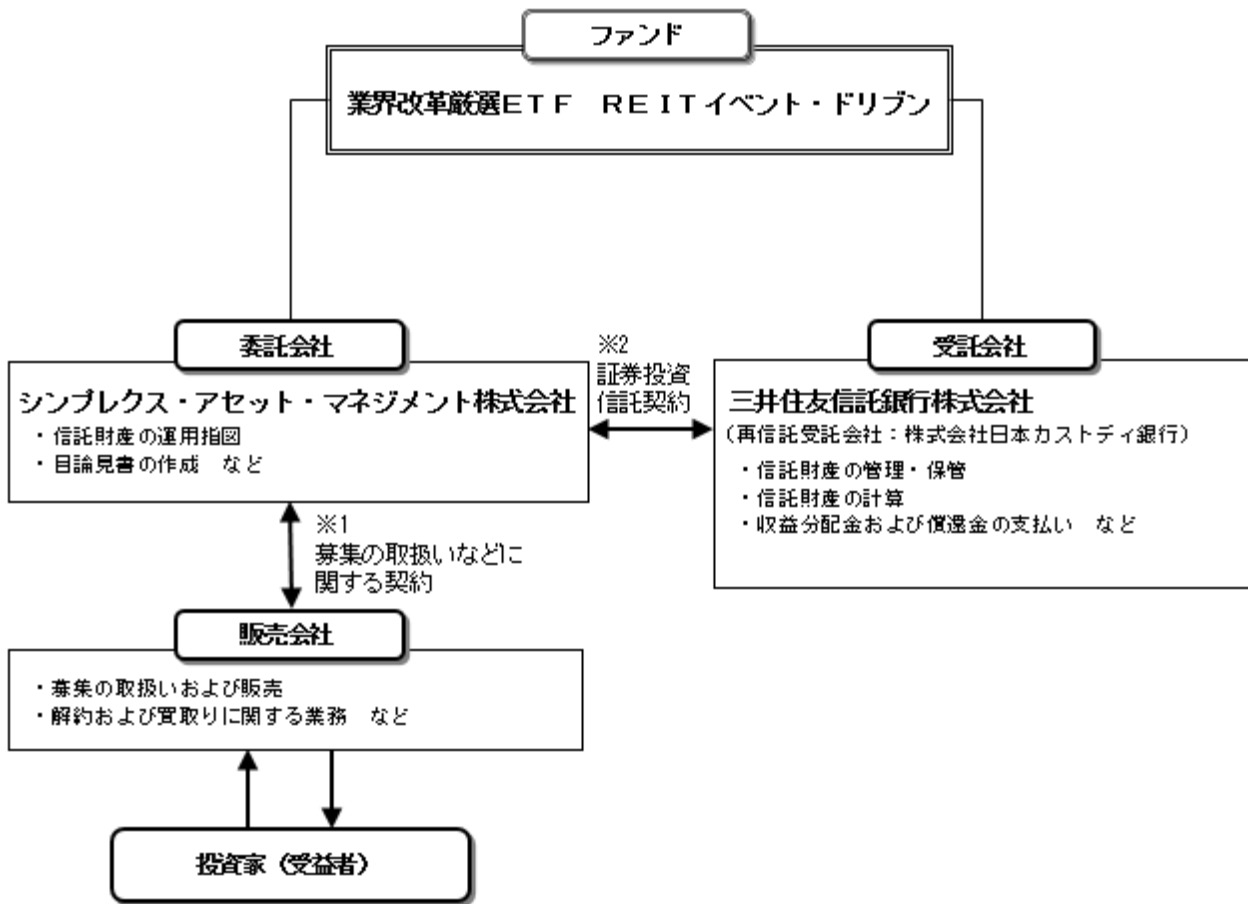 ファンド
業界改革厳選ETF REITイベント・ドリブン
委託会社
シンプレクス・アセット・マネジメント株式会社
・信託財産の運用指図
・目論見書の作成 など
※2
証券投資
信託契約
受託会社
三井住友信託銀行株式会社
(再信託受託会社:株式会社日本カストディ銀行)
・信託財産の管理・保管
・信託財産の計算
・収益分配金および償還金の支払い など
※1
募集の取扱いなどに
関する契約
販売会社
・募集の取扱いおよび販売
・解約および買取りに関する業務 など
投資家(受益者)